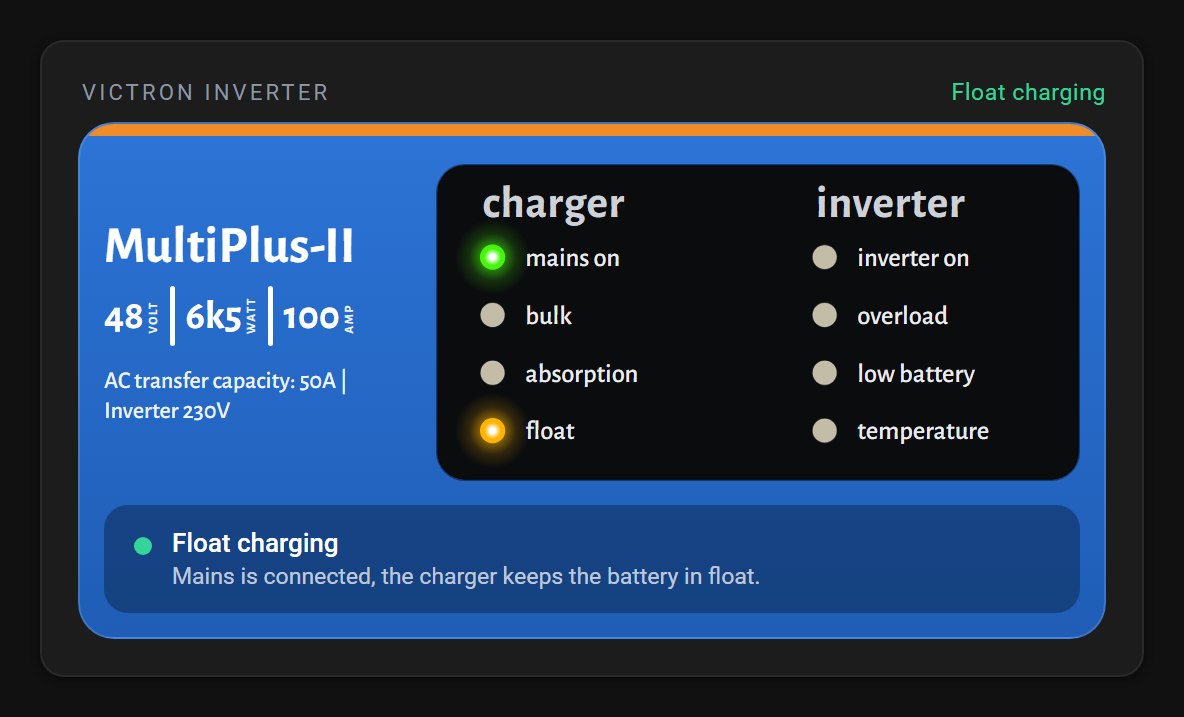 VICTRON INVERTER
Float charging
MultiPlus-II
48 VOLT | 6k5 WATT | 100 AMP
AC transfer capacity: 50A |
Inverter 230V
charger
mains on
bulk
absorption
float
inverter
inverter on
overload
low battery
temperature
Float charging
Mains is connected, the charger keeps the battery in float.